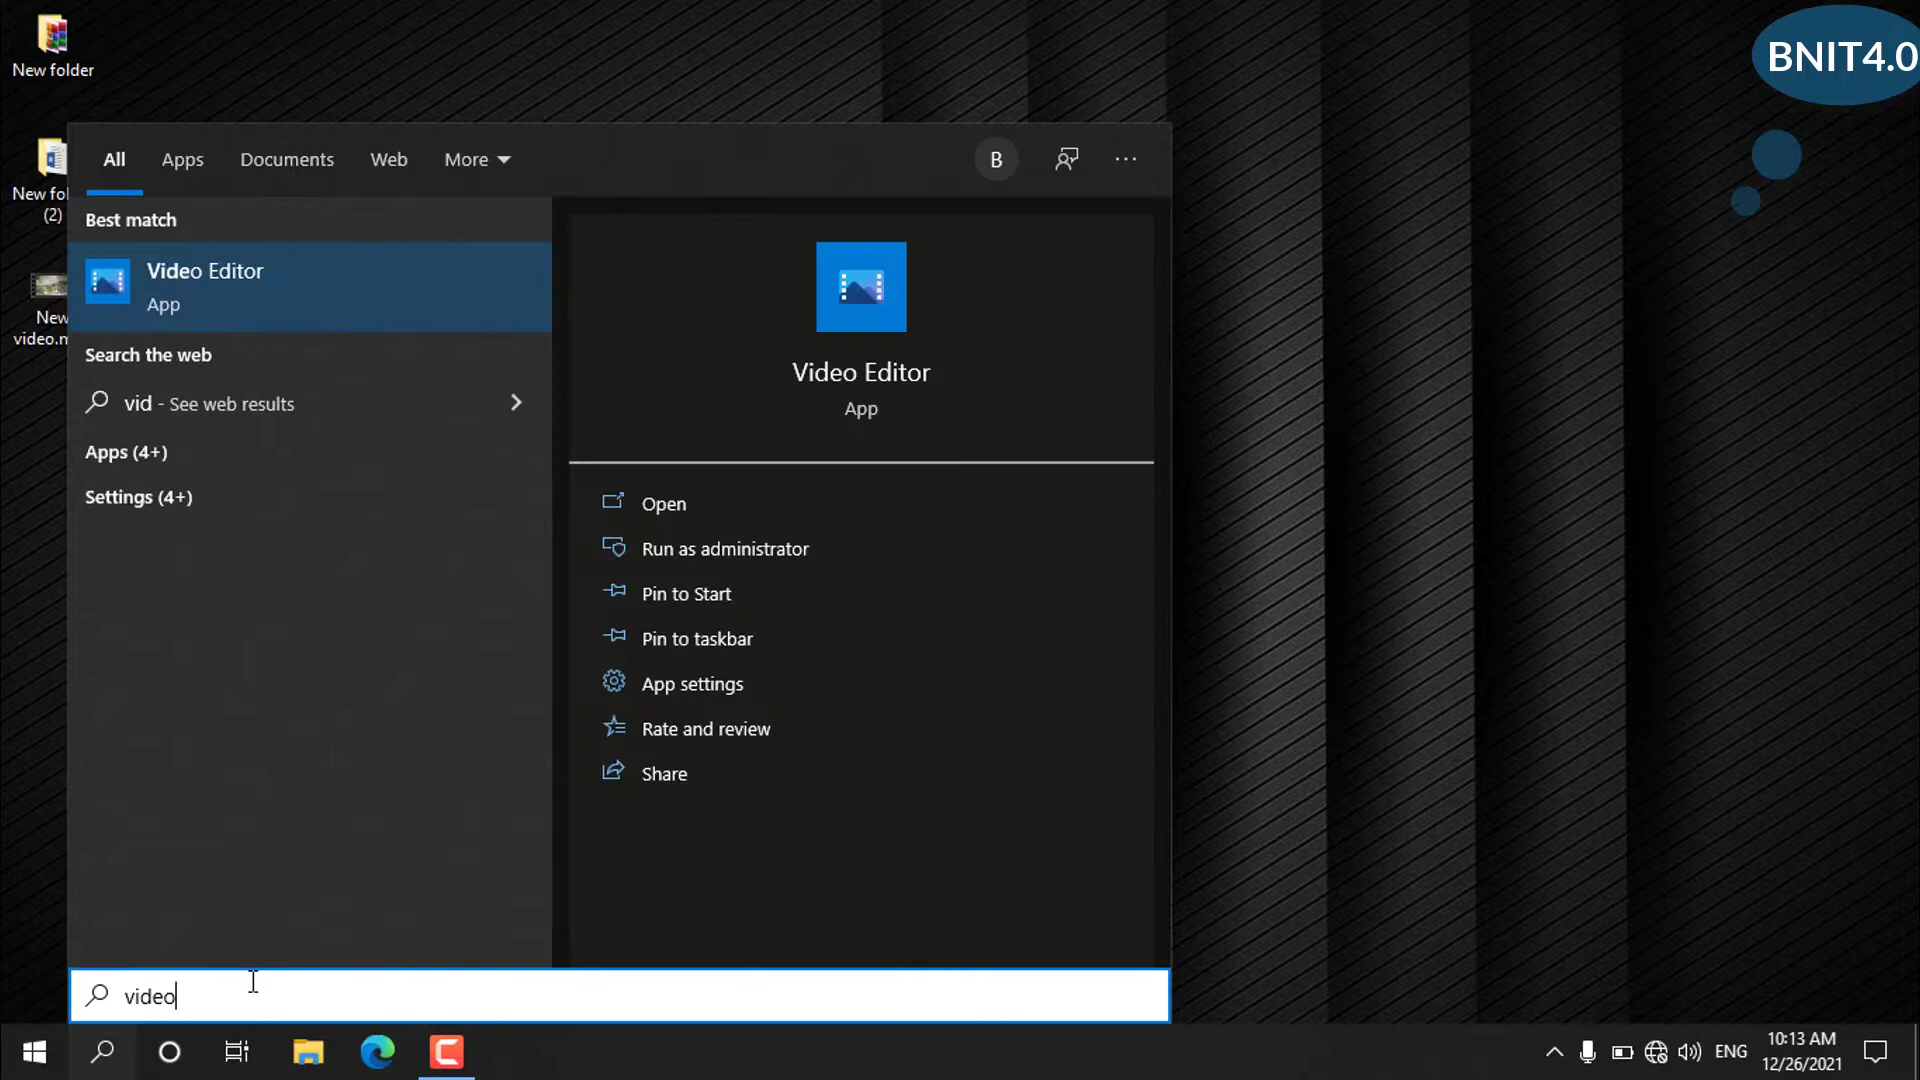 New folder
BNIT4.0
New fol
(2)
New
video.m
All
Apps
Documents
Web
More
B
Best match
Video Editor
App
Search the web
vid - See web results
Apps (4+)
Settings (4+)
Video Editor
App
Open
Run as administrator
Pin to Start
Pin to taskbar
App settings
Rate and review
Share
video
ENG
10:13 AM
12/26/2021